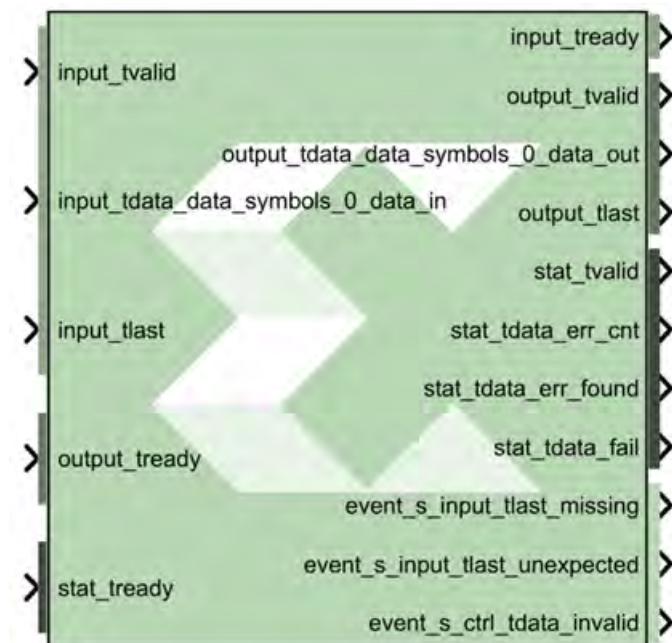 input_tvalid
input_tdata_data_symbols_0_data_in
input_tlast
output_tready
stat_tready
input_tready
output_tvalid
output_tdata_data_symbols_0_data_out
output_tlast
stat_tvalid
stat_tdata_err_cnt
stat_tdata_err_found
stat_tdata_fail
event_s_input_tlast_missing
event_s_input_tlast_unexpected
event_s_ctrl_tdata_invalid